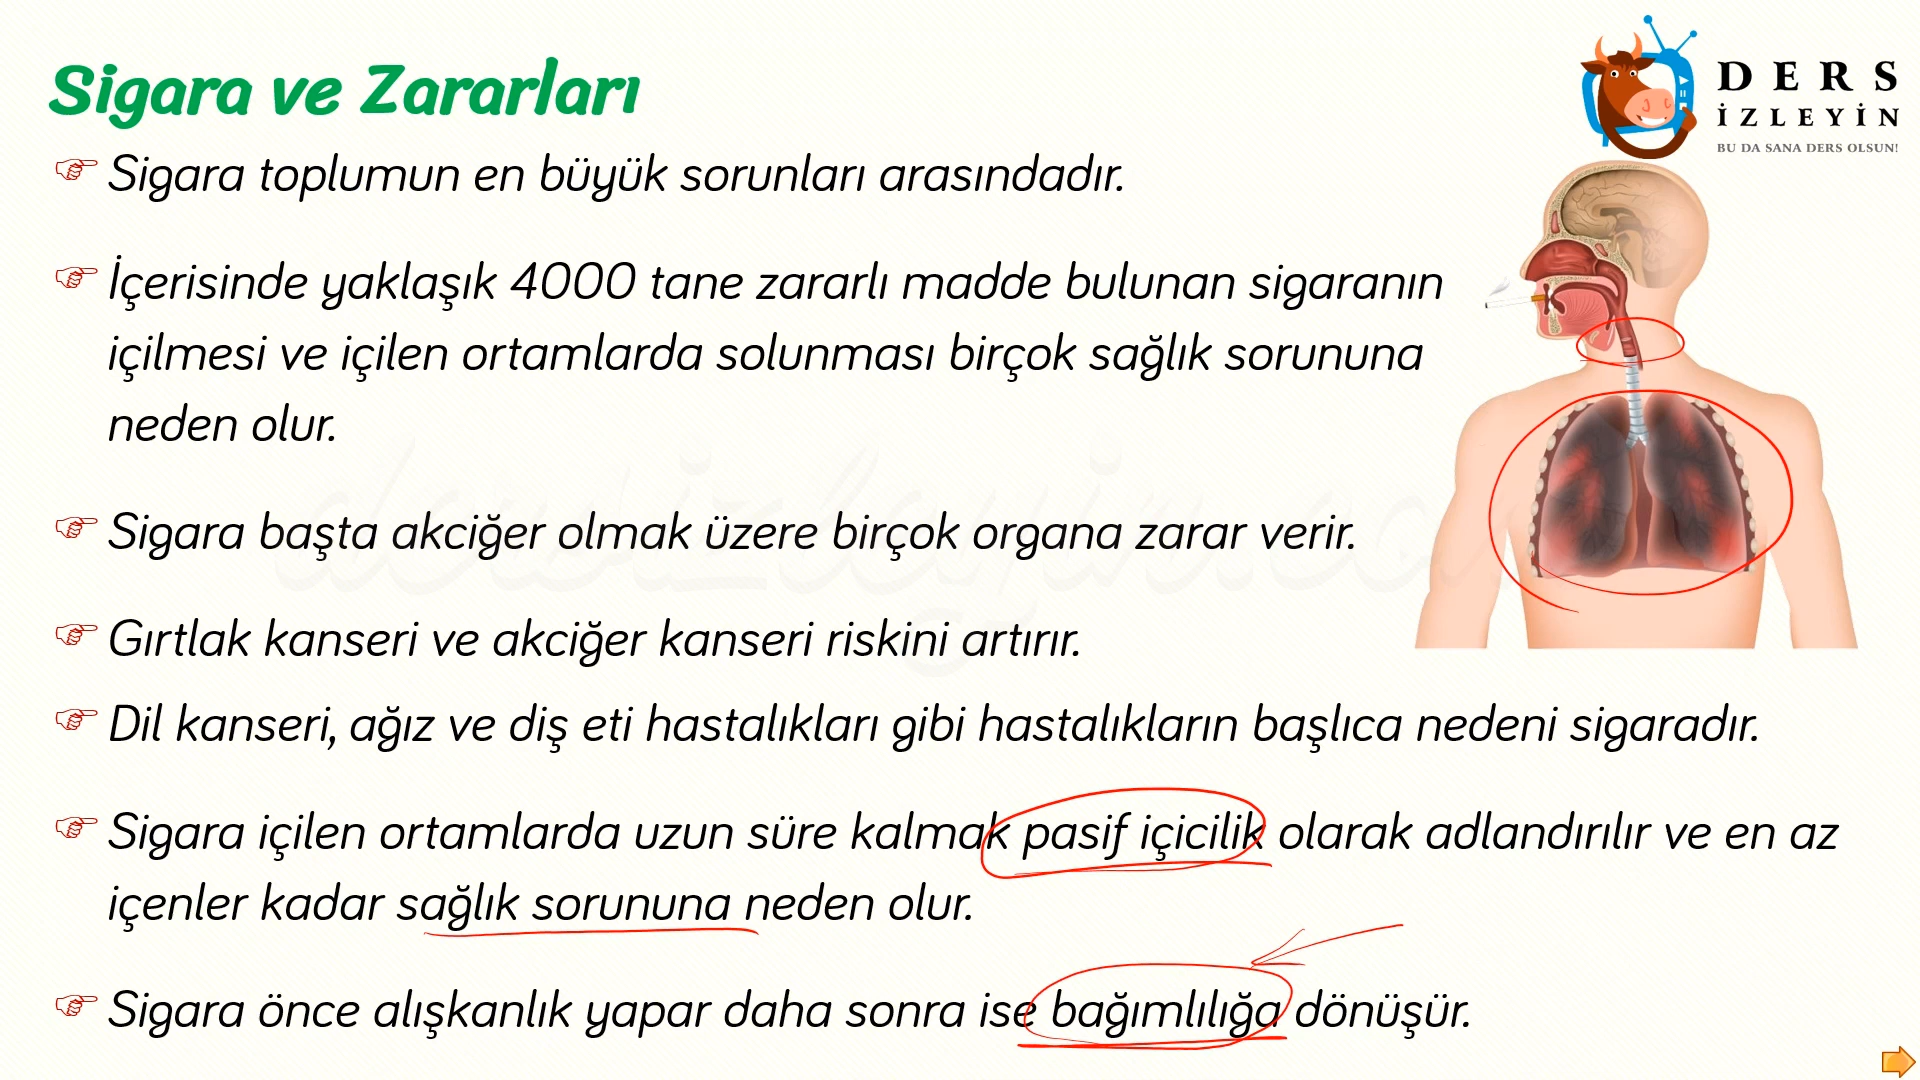 Sigara ve Zararları
DERS
İZLEYİN
BU DA SANA DERS OLSUN!
Sigara toplumun en büyük sorunları arasındadır.
İçerisinde yaklaşık 4000 tane zararlı madde bulunan sigaranın
içilmesi ve içilen ortamlarda solunması birçok sağlık sorununa
neden olur.
Sigara başta akciğer olmak üzere birçok organa zarar verir.
Gırtlak kanseri ve akciğer kanseri riskini artırır.
Dil kanseri, ağız ve diş eti hastalıkları gibi hastalıkların başlıca nedeni sigaradır.
Sigara içilen ortamlarda uzun süre kalmak pasif içicilik olarak adlandırılır ve en az
içenler kadar sağlık sorununa neden olur.
Sigara önce alışkanlık yapar daha sonra ise bağımlılığa dönüşür.